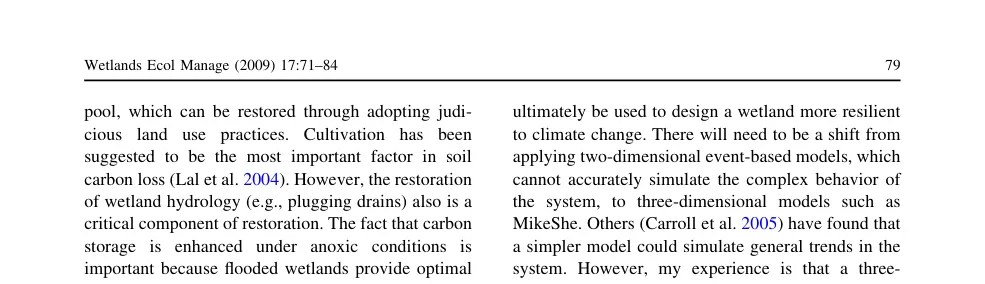 Wetlands Ecol Manage (2009) 17:71–84 79
pool, which can be restored through adopting judi-
cious land use practices. Cultivation has been
suggested to be the most important factor in soil
carbon loss (Lal et al. 2004). However, the restoration
of wetland hydrology (e.g., plugging drains) also is a
critical component of restoration. The fact that carbon
storage is enhanced under anoxic conditions is
important because flooded wetlands provide optimal
ultimately be used to design a wetland more resilient
to climate change. There will need to be a shift from
applying two-dimensional event-based models, which
cannot accurately simulate the complex behavior of
the system, to three-dimensional models such as
MikeShe. Others (Carroll et al. 2005) have found that
a simpler model could simulate general trends in the
system. However, my experience is that a three-